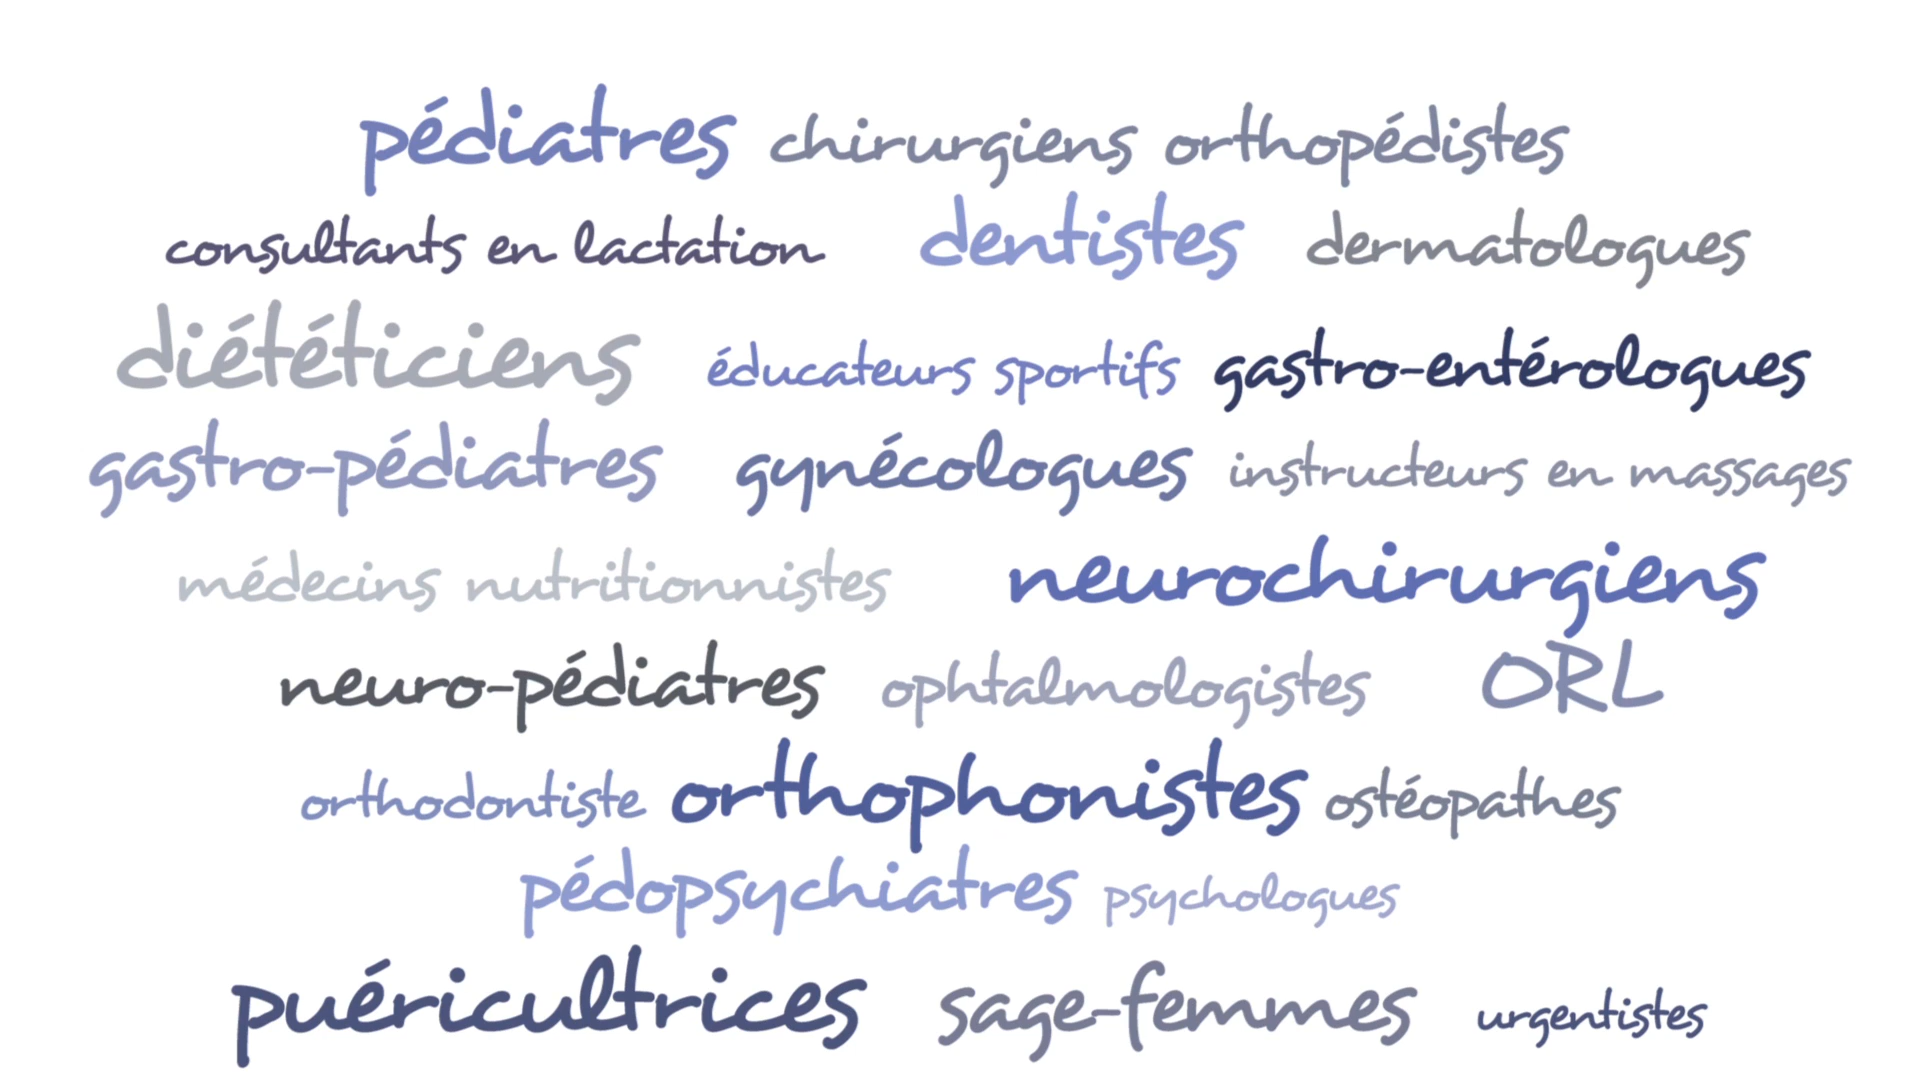 pédiatres chirurgiens orthopédistes
consultants en lactation dentistes dermatologues
diététiciens éducateurs sportifs gastro-entérologues
gastro-pédiatres gynécologues instructeurs en massages
médecins nutritionnistes neurochirurgiens
neuro-pédiatres ophtalmologistes ORL
orthodontiste orthophonistes ostéopathes
pédopsychiatres psychologues
puéricultrices sage-femmes urgentistes